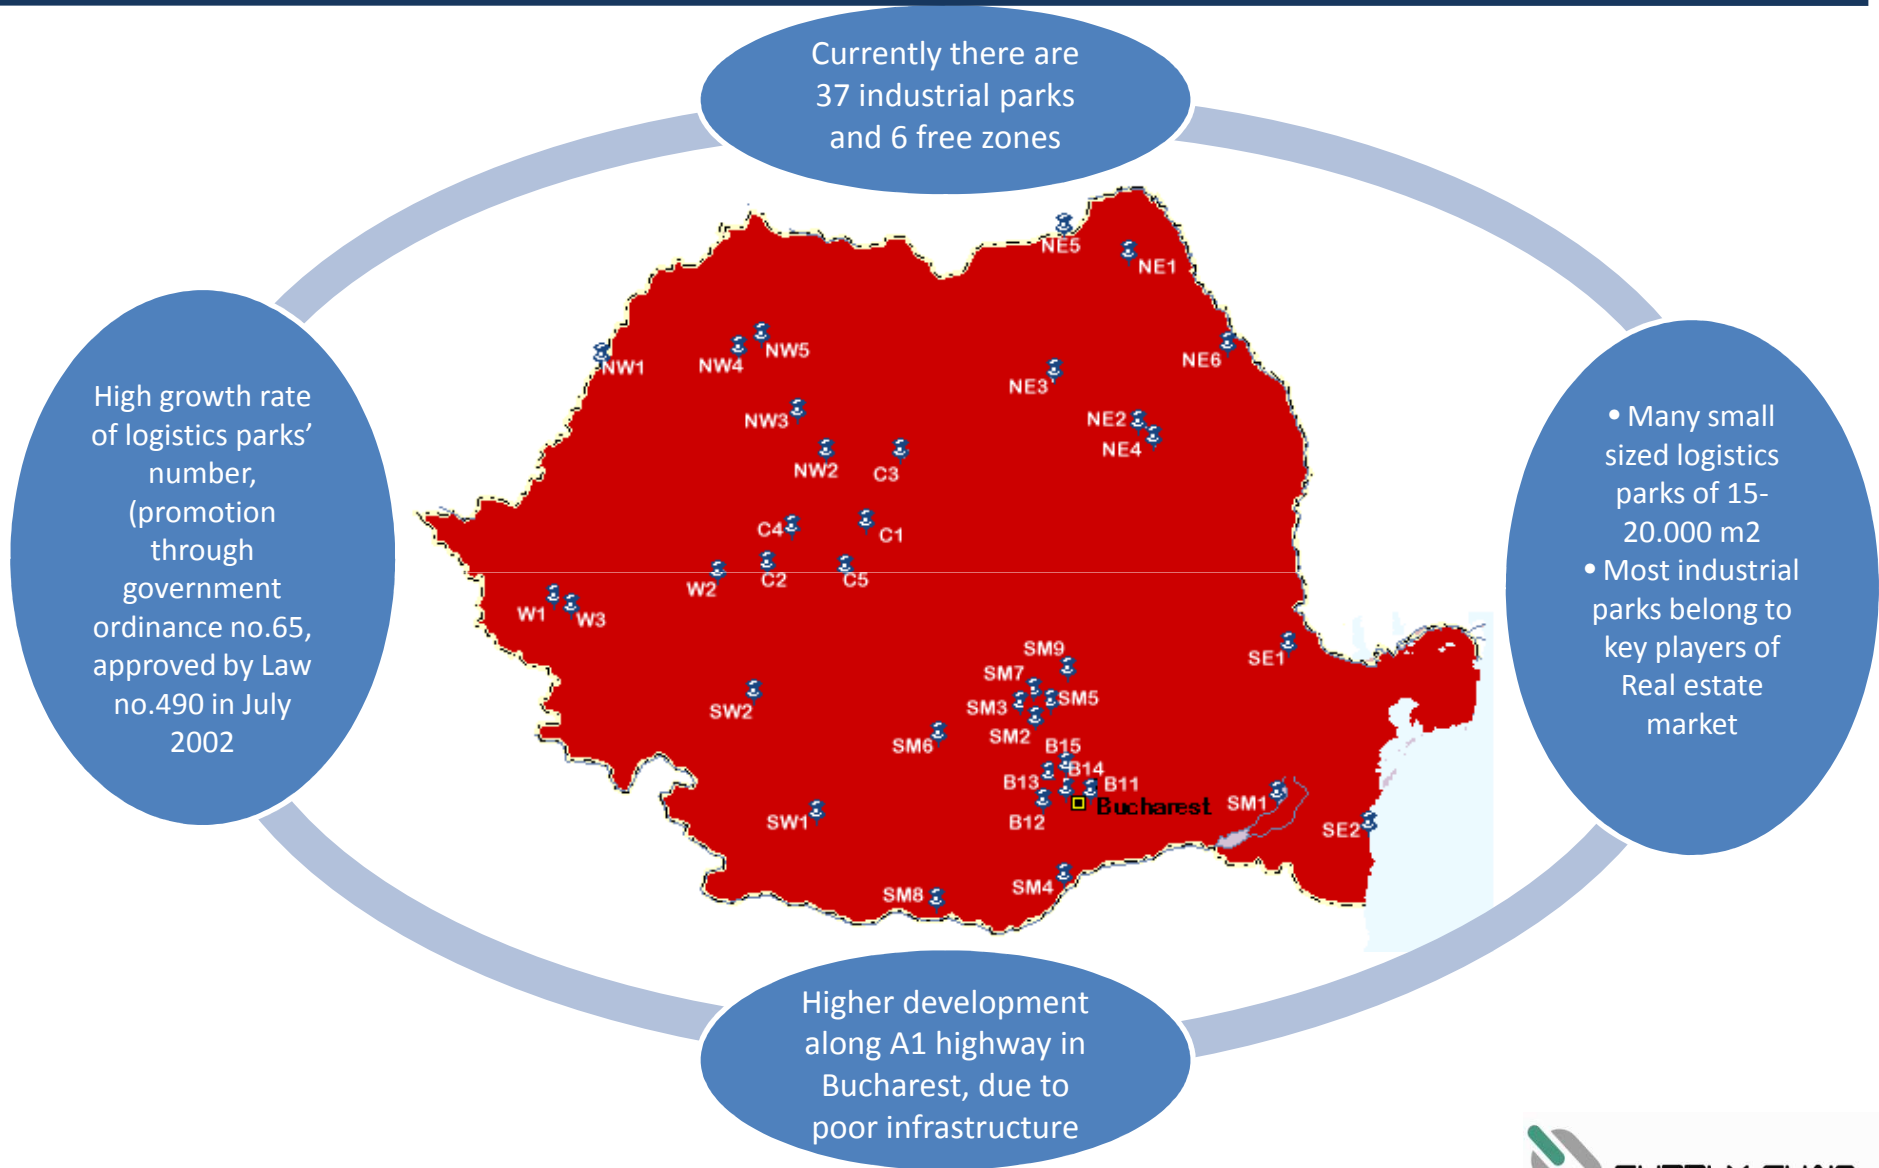 Currently there are
37 industrial parks
and 6 free zones
High growth rate
of logistics parks’
number,
(promotion
through
government
ordinance no.65,
approved by Law
no.490 in July
2002
NE5
NE1
NW1
NW4
NW5
NE6
NE3
NW3
NE2
NE4
NW2
C3
C4
C1
W2
C2
C5
W1
W3
SM9
SE1
SM7
SM5
SW2
SM3
SM2
SM6
B15
B14
B13
B11
Bucharest
SM1
SW1
B12
SE2
SM4
SM8
• Many small
sized logistics
parks of 15-
20.000 m2
• Most industrial
parks belong to
key players of
Real estate
market
Higher development
along A1 highway in
Bucharest, due to
poor infrastructure